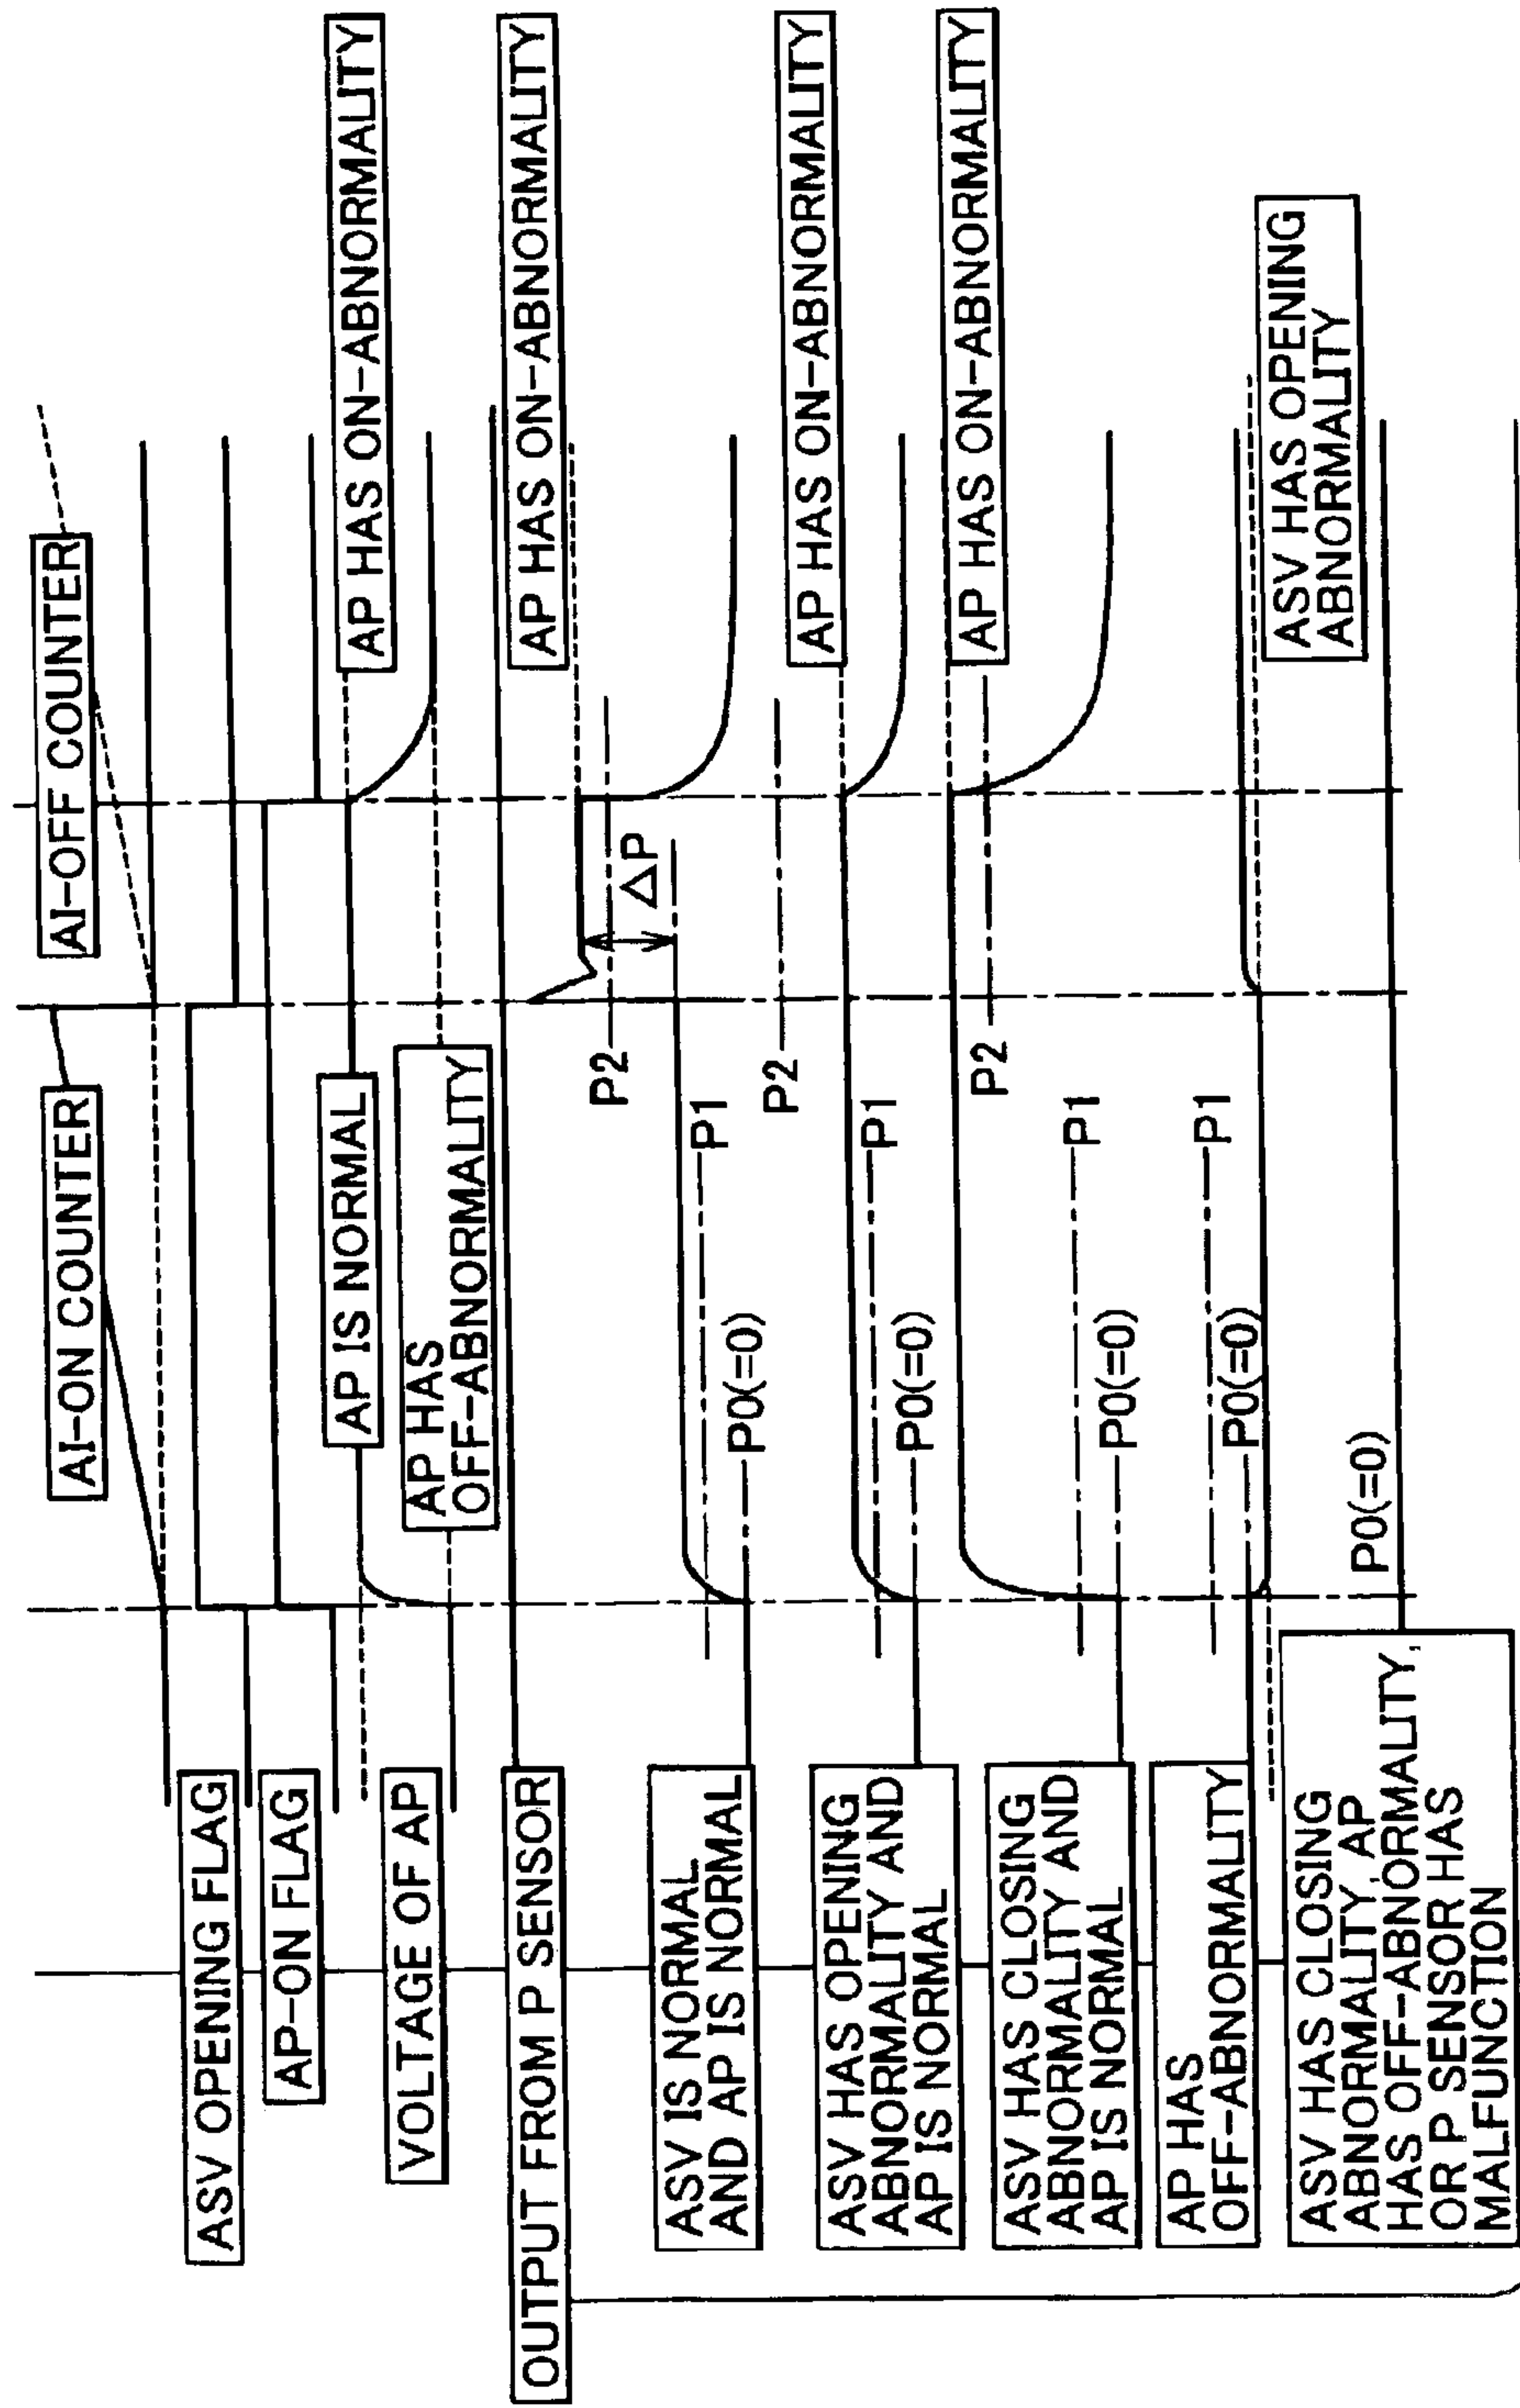 AI-ON COUNTER
AI-OFF COUNTER
ASV OPENING FLAG
AP-ON FLAG
VOLTAGE OF AP
AP IS NORMAL
AP HAS ON-ABNORMALITY
AP HAS
OFF-ABNORMALITY
OUTPUT FROM P SENSOR
AP HAS ON-ABNORMALITY
ASV IS NORMAL
AND AP IS NORMAL
P0(=0)
P1
P2
ΔP
ASV HAS OPENING
ABNORMALITY AND
AP IS NORMAL
P0(=0)
P1
P2
AP HAS ON-ABNORMALITY
ASV HAS CLOSING
ABNORMALITY AND
AP IS NORMAL
P0(=0)
P1
P2
AP HAS ON-ABNORMALITY
AP HAS
OFF-ABNORMALITY
P0(=0)
P1
ASV HAS OPENING
ABNORMALITY
ASV HAS CLOSING
ABNORMALITY, AP
HAS OFF-ABNORMALITY,
OR P SENSOR HAS
MALFUNCTION
P0(=0)